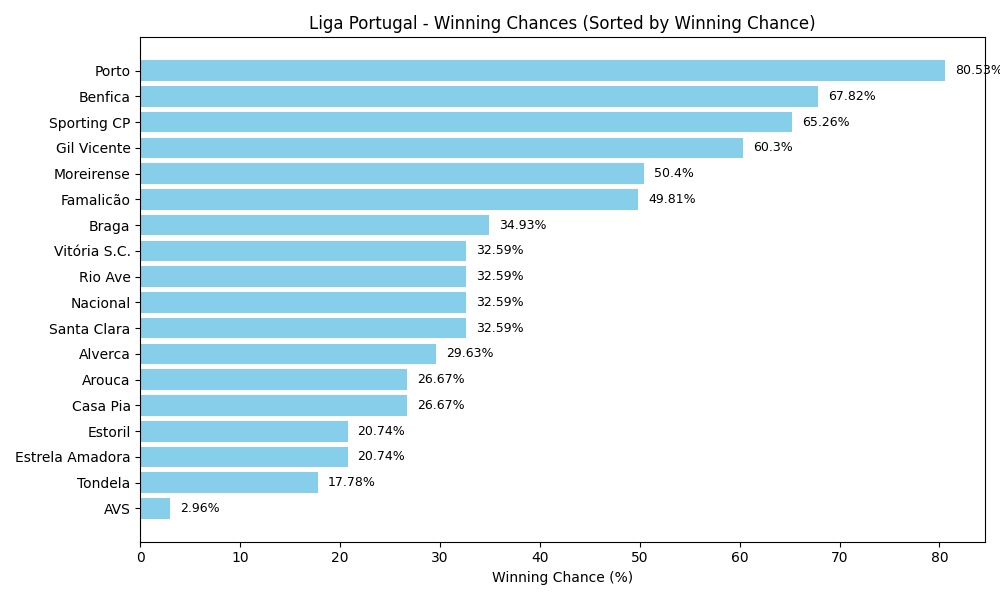 Liga Portugal - Winning Chances (Sorted by Winning Chance)
Porto 80.53%
Benfica 67.82%
Sporting CP 65.26%
Gil Vicente 60.3%
Moreirense 50.4%
Famalicão 49.81%
Braga 34.93%
Vitória S.C. 32.59%
Rio Ave 32.59%
Nacional 32.59%
Santa Clara 32.59%
Alverca 29.63%
Arouca 26.67%
Casa Pia 26.67%
Estoril 20.74%
Estrela Amadora 20.74%
Tondela 17.78%
AVS 2.96%
0 10 20 30 40 50 60 70 80
Winning Chance (%)